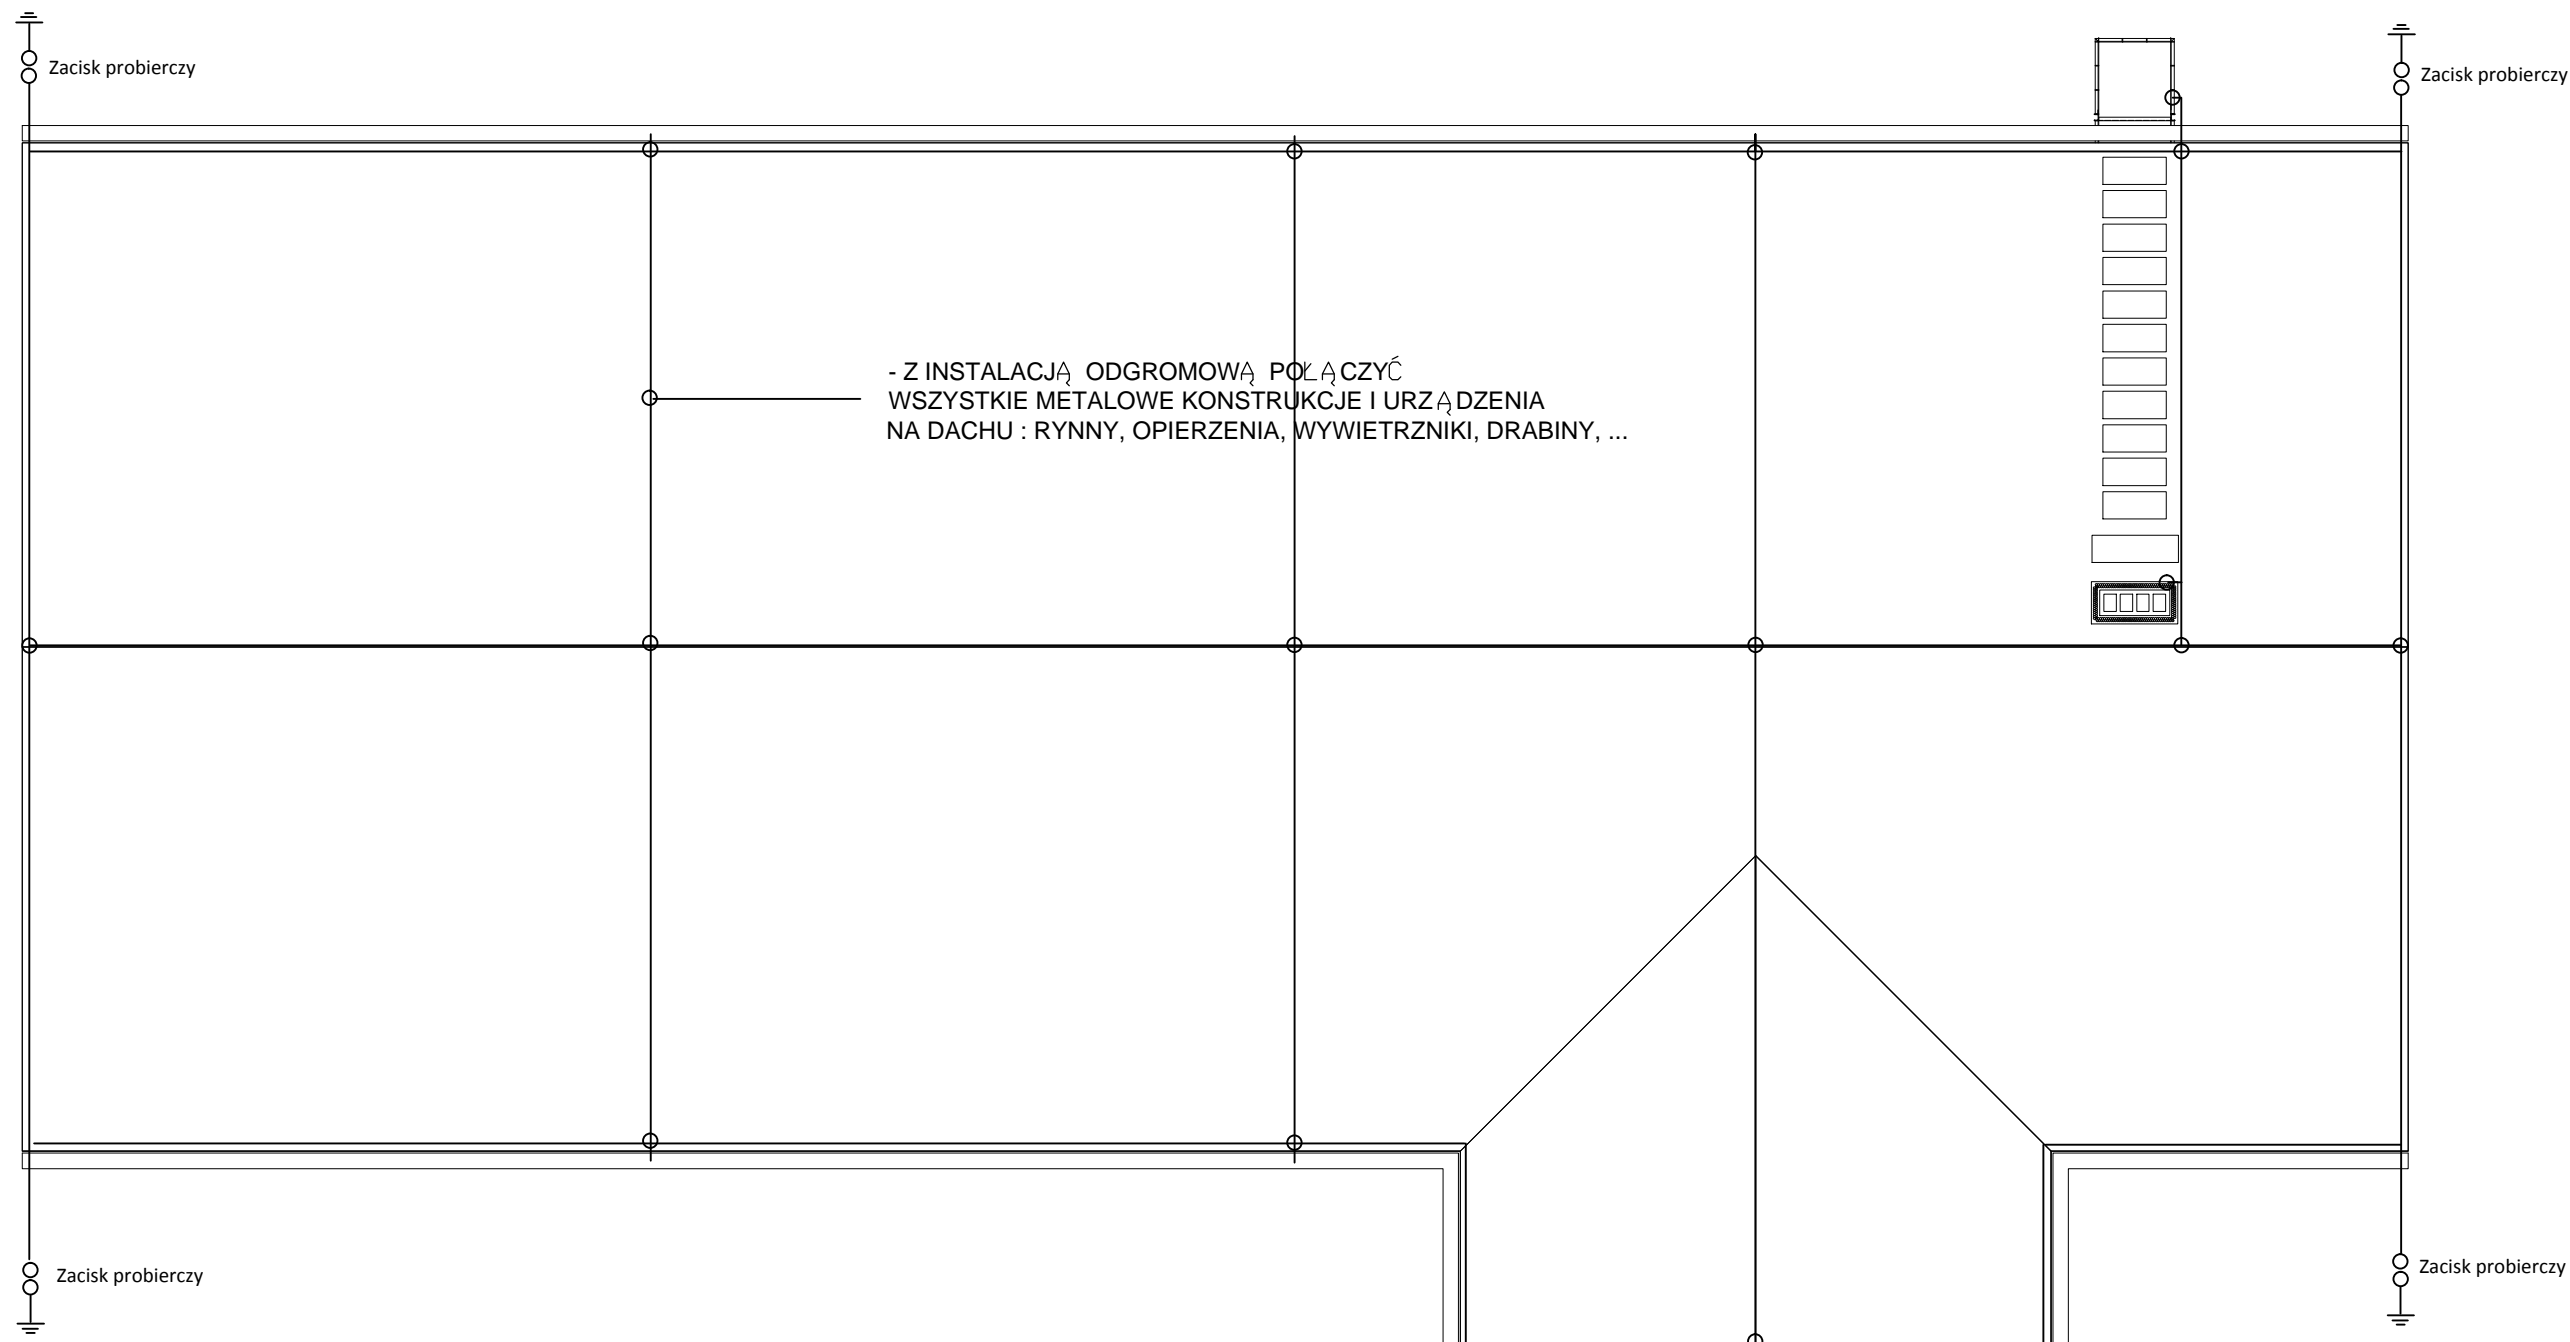 Zacisk probierczy
Zacisk probierczy
- Z INSTALACJĄ ODGROMOWĄ POŁĄCZYĆ
WSZYSTKIE METALOWE KONSTRUKCJE I URZĄDZENIA
NA DACHU : RYNNY, OPIERZENIA, WYWIETRZNIKI, DRABINY, ...
Zacisk probierczy
Zacisk probierczy